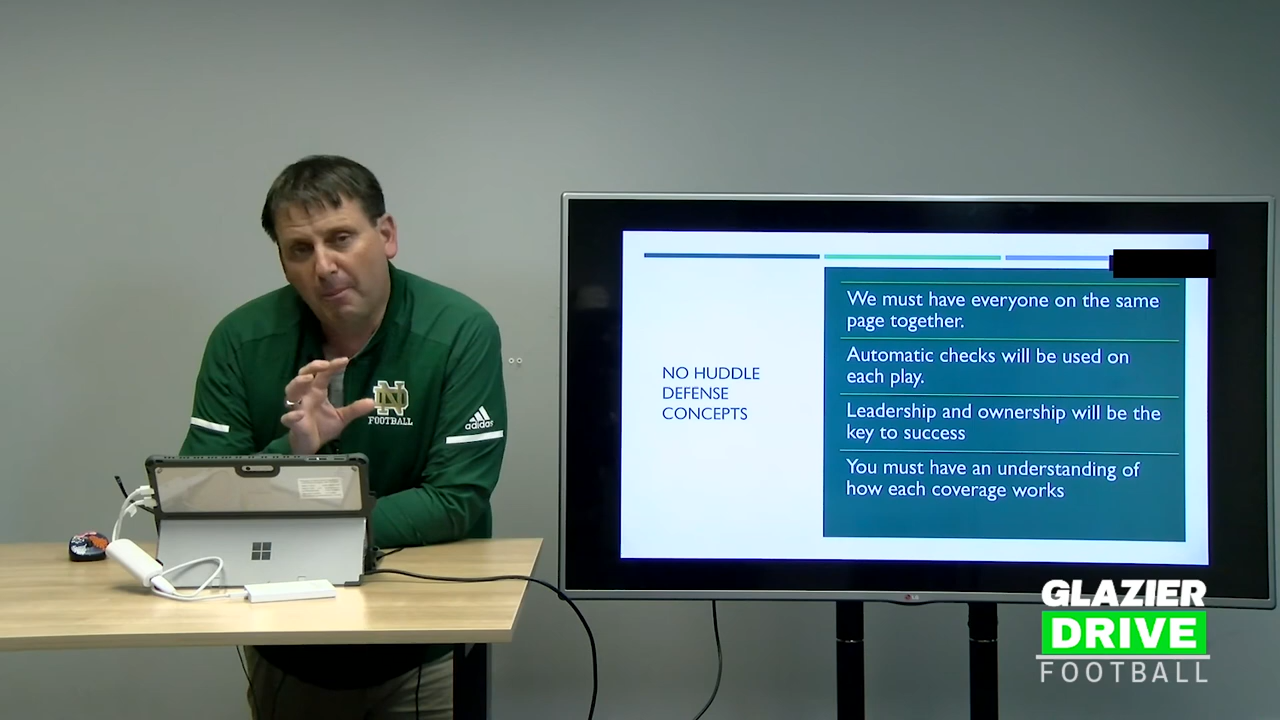 NO HUDDLE
DEFENSE
CONCEPTS
We must have everyone on the same
page together.
Automatic checks will be used on
each play.
Leadership and ownership will be the
key to success
You must have an understanding of
how each coverage works
ND
FOOTBALL
adidas
LG
GLAZIER
DRIVE
FOOTBALL